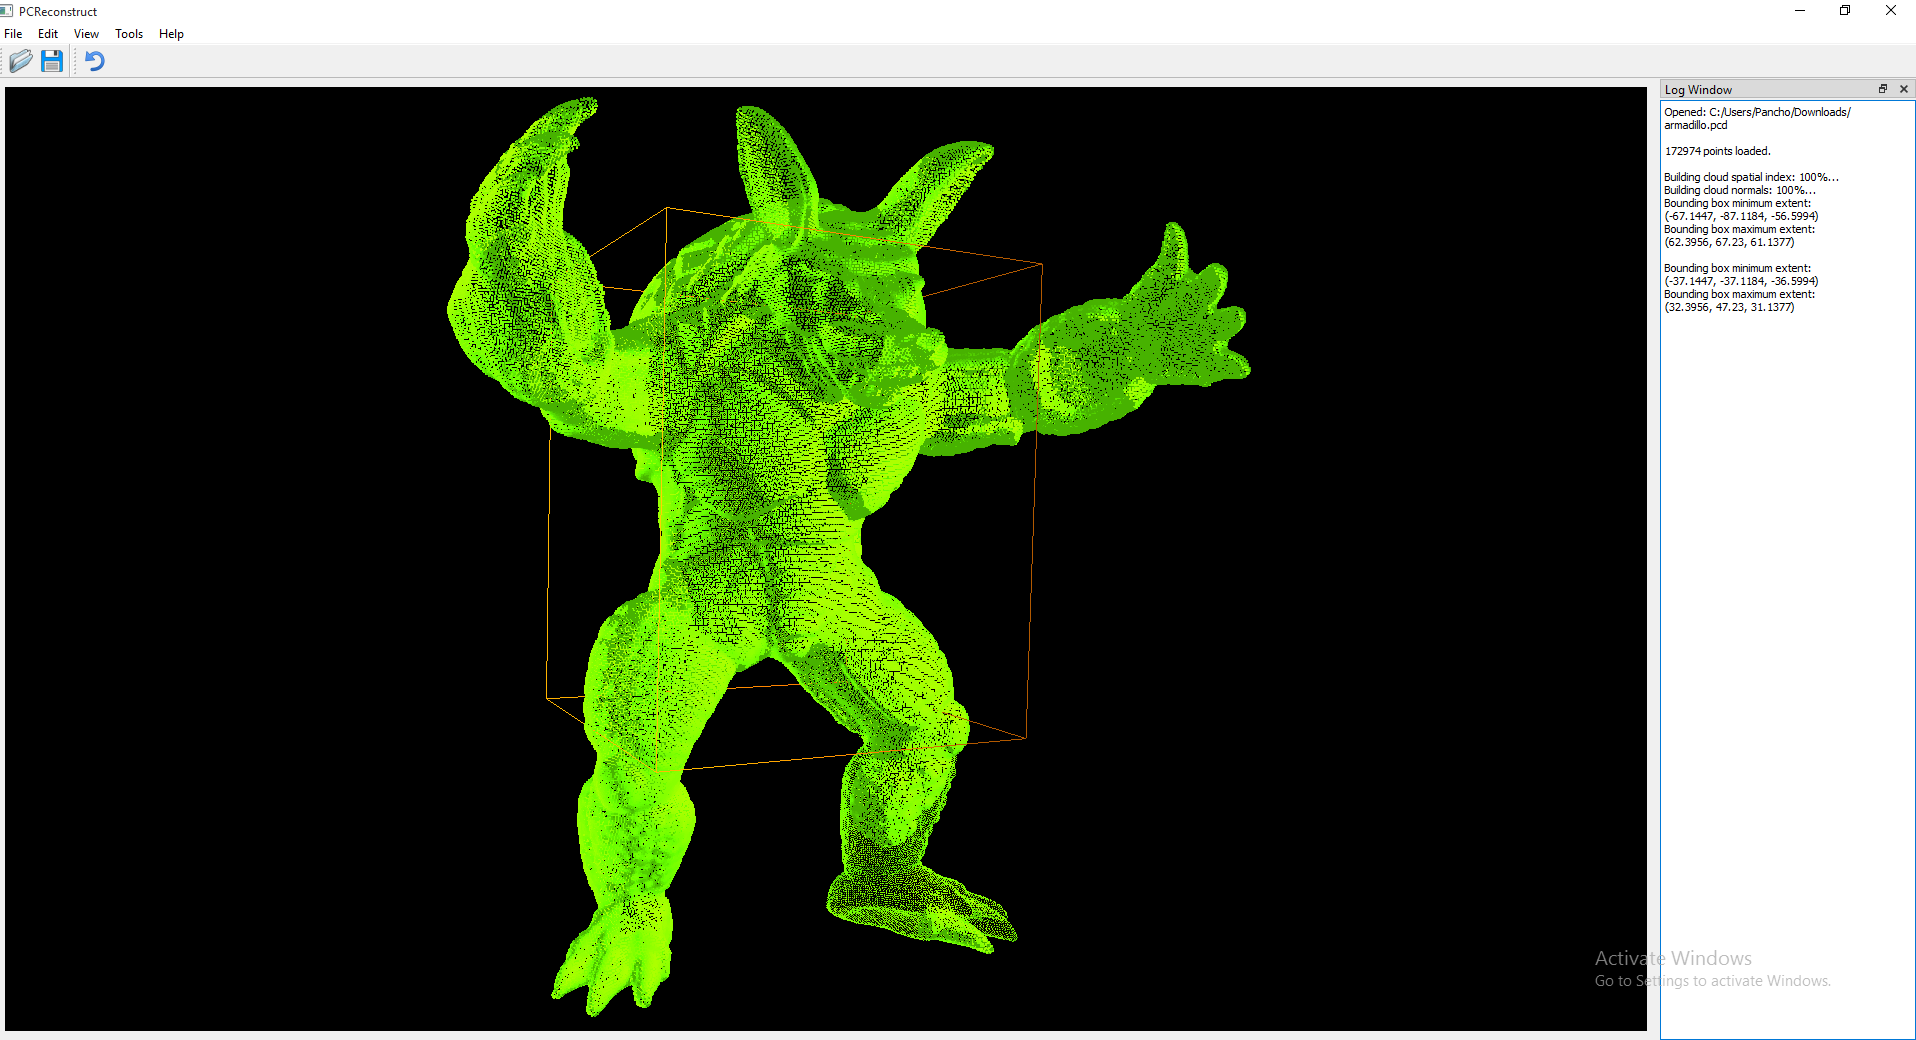 PCReconstruct
File Edit View Tools Help
Log Window
Opened: C:/Users/Pancho/Downloads/
armadillo.pcd
172974 points loaded.
Building cloud spatial index: 100%...
Building cloud normals: 100%...
Bounding box minimum extent:
(-67.1447, -87.1184, -56.5994)
Bounding box maximum extent:
(62.3956, 67.23, 61.1377)
Bounding box minimum extent:
(-37.1447, -37.1184, -36.5994)
Bounding box maximum extent:
(32.3956, 47.23, 31.1377)
Activate Windows
Go to Settings to activate Windows.